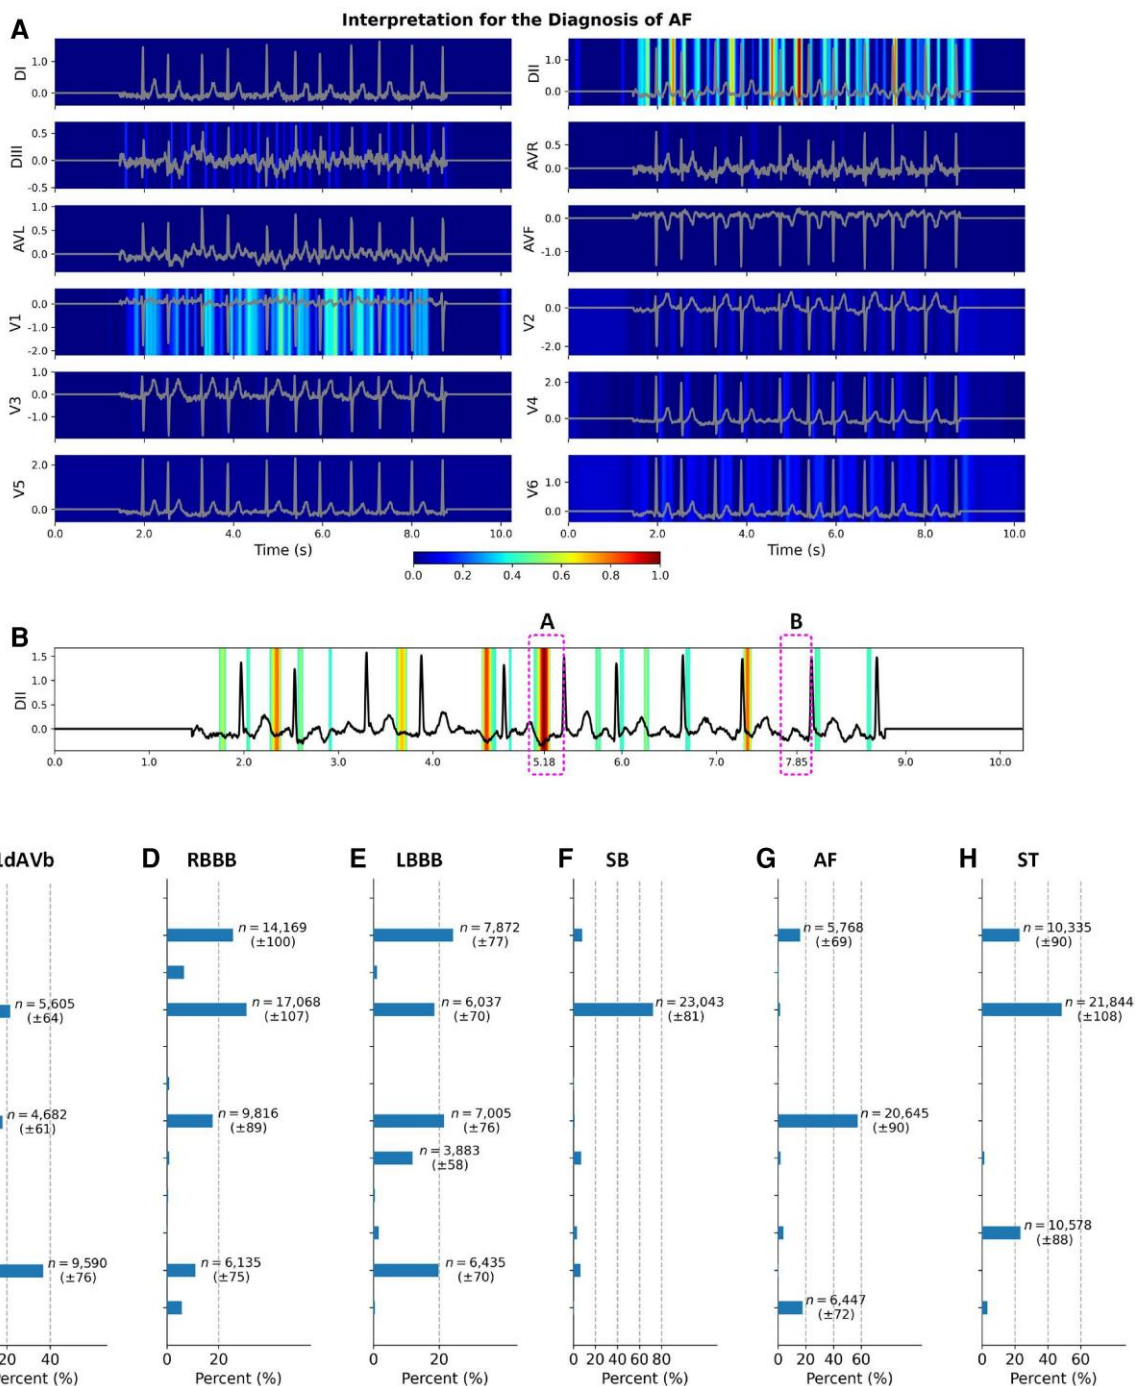 Interpretation for the Diagnosis of AF
A
DI
1.0
0.0
DII
1.0
0.0
DIII
0.5
0.0
-0.5
AVR
0.5
0.0
AVL
1.0
0.0
AVF
0.0
-1.0
V1
0.0
-1.0
-2.0
V2
0.0
-2.0
V3
1.0
0.0
-1.0
V4
2.0
0.0
V5
2.0
0.0
V6
1.0
0.0
0.0 2.0 4.0 6.0 8.0 10.0
Time (s)
0.0 2.0 4.0 6.0 8.0 10.0
Time (s)
0.0 0.2 0.4 0.6 0.8 1.0
B
A
B
DII
1.5
1.0
0.5
0.0
0.0 1.0 2.0 3.0 4.0 5.18 6.0 7.0 7.85 9.0 10.0
1dAVb
n = 5,605
(±64)
n = 4,682
(±61)
n = 9,590
(±76)
20 40
Percent (%)
D RBBB
n = 14,169
(±100)
n = 17,068
(±107)
n = 9,816
(±89)
n = 6,135
(±75)
0 20
Percent (%)
E LBBB
n = 7,872
(±77)
n = 6,037
(±70)
n = 7,005
(±76)
n = 3,883
(±58)
n = 6,435
(±70)
0 20
Percent (%)
F SB
n = 23,043
(±81)
0 20 40 60 80
Percent (%)
G AF
n = 5,768
(±69)
n = 20,645
(±90)
n = 6,447
(±72)
0 20 40 60
Percent (%)
H ST
n = 10,335
(±90)
n = 21,844
(±108)
n = 10,578
(±88)
0 20 40 60
Percent (%)